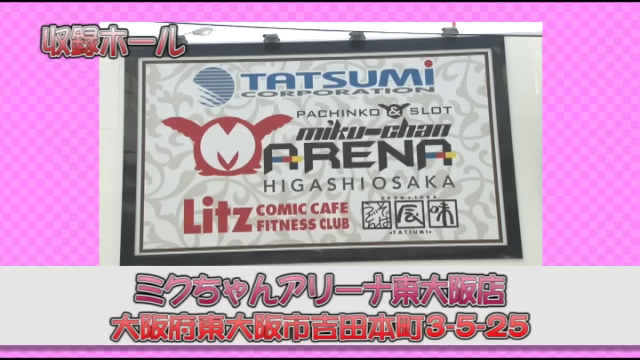 収録ホール
TATSUMi
CORPORATION
PACHINKO & SLOT
miku-chan
ARENA
HIGASHIOSAKA
Litz COMIC CAFE
FITNESS CLUB
辰味
TATSUMI
ミクちゃんアリーナ東大阪店
大阪府東大阪市吉田本町3-5-25